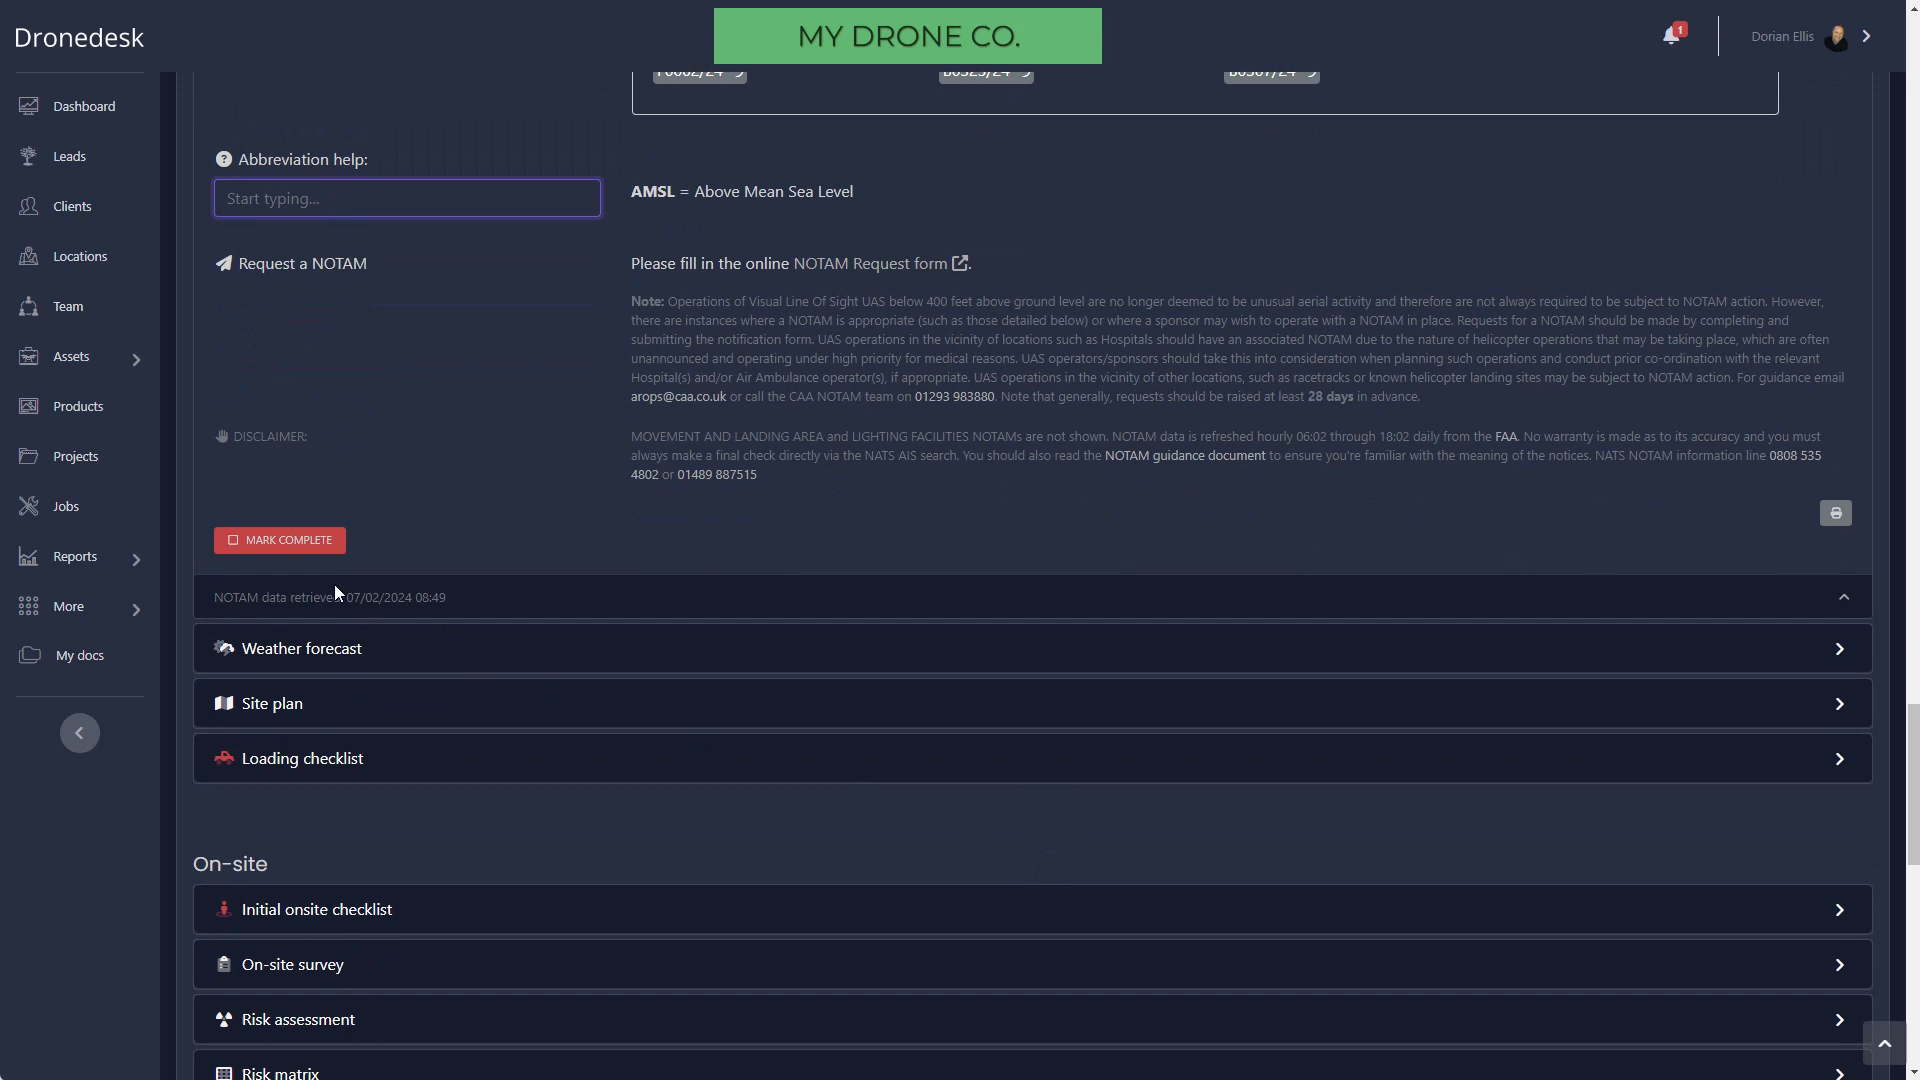 Dronedesk
MY DRONE CO.
1
Dorian Ellis
Dashboard
Leads
Clients
Locations
Team
Assets
Products
Projects
Jobs
Reports
More
My docs
Abbreviation help:
Start typing...
AMSL = Above Mean Sea Level
Request a NOTAM
Please fill in the online NOTAM Request form.
Note: Operations of Visual Line Of Sight UAS below 400 feet above ground level are no longer deemed to be unusual aerial activity and therefore are not always required to be subject to NOTAM action. However,
there are instances where a NOTAM is appropriate (such as those detailed below) or where a sponsor may wish to operate with a NOTAM in place. Requests for a NOTAM should be made by completing and
submitting the notification form. UAS operations in the vicinity of locations such as Hospitals should have an associated NOTAM due to the nature of helicopter operations that may be taking place, which are often
unannounced and operating under high priority for medical reasons. UAS operators/sponsors should take this into consideration when planning such operations and conduct prior co-ordination with the relevant
Hospital(s) and/or Air Ambulance operator(s), if appropriate. UAS operations in the vicinity of other locations, such as racetracks or known helicopter landing sites may be subject to NOTAM action. For guidance email
arops@caa.co.uk or call the CAA NOTAM team on 01293 983880. Note that generally, requests should be raised at least 28 days in advance.
DISCLAIMER:
MOVEMENT AND LANDING AREA and LIGHTING FACILITIES NOTAMs are not shown. NOTAM data is refreshed hourly 06:02 through 18:02 daily from the FAA. No warranty is made as to its accuracy and you must
always make a final check directly via the NATS AIS search. You should also read the NOTAM guidance document to ensure you're familiar with the meaning of the notices. NATS NOTAM information line 0808 535
4802 or 01489 887515
MARK COMPLETE
NOTAM data retrieved 07/02/2024 08:49
Weather forecast
Site plan
Loading checklist
On-site
Initial onsite checklist
On-site survey
Risk assessment
Risk matrix